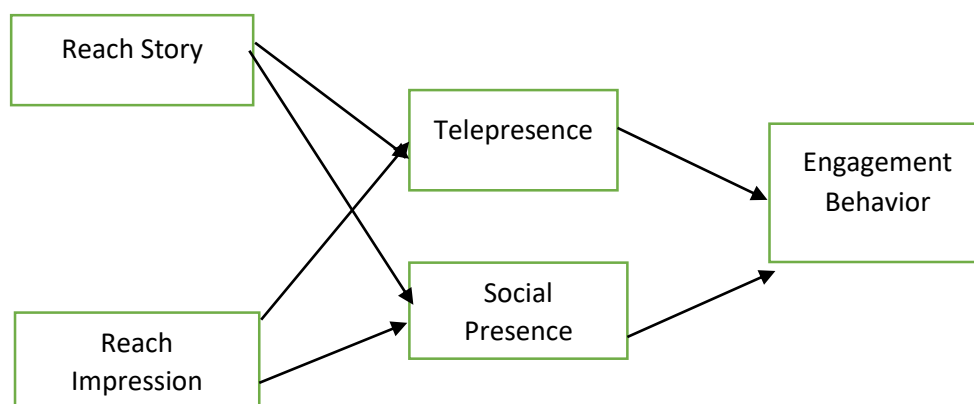 Reach Story
Telepresence
Engagement
Behavior
Social
Presence
Reach
Impression